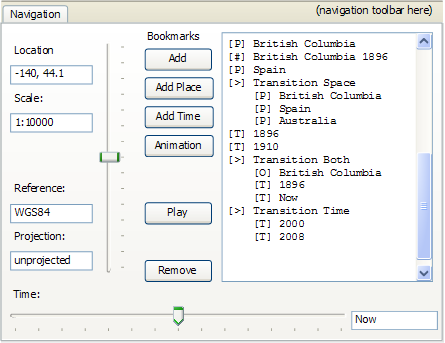 Navigation
(navigation toolbar here)
Location
-140, 44.1
Scale:
1:10000
Reference:
WGS84
Projection:
unprojected
Bookmarks
Add
Add Place
Add Time
Animation
Play
Remove
[P] British Columbia
[#] British Columbia 1896
[P] Spain
[>] Transition Space
[P] British Columbia
[P] Spain
[P] Australia
[T] 1896
[T] 1910
[>] Transition Both
[O] British Columbia
[T] 1896
[T] Now
[>] Transition Time
[T] 2000
[T] 2008
Time:
Now